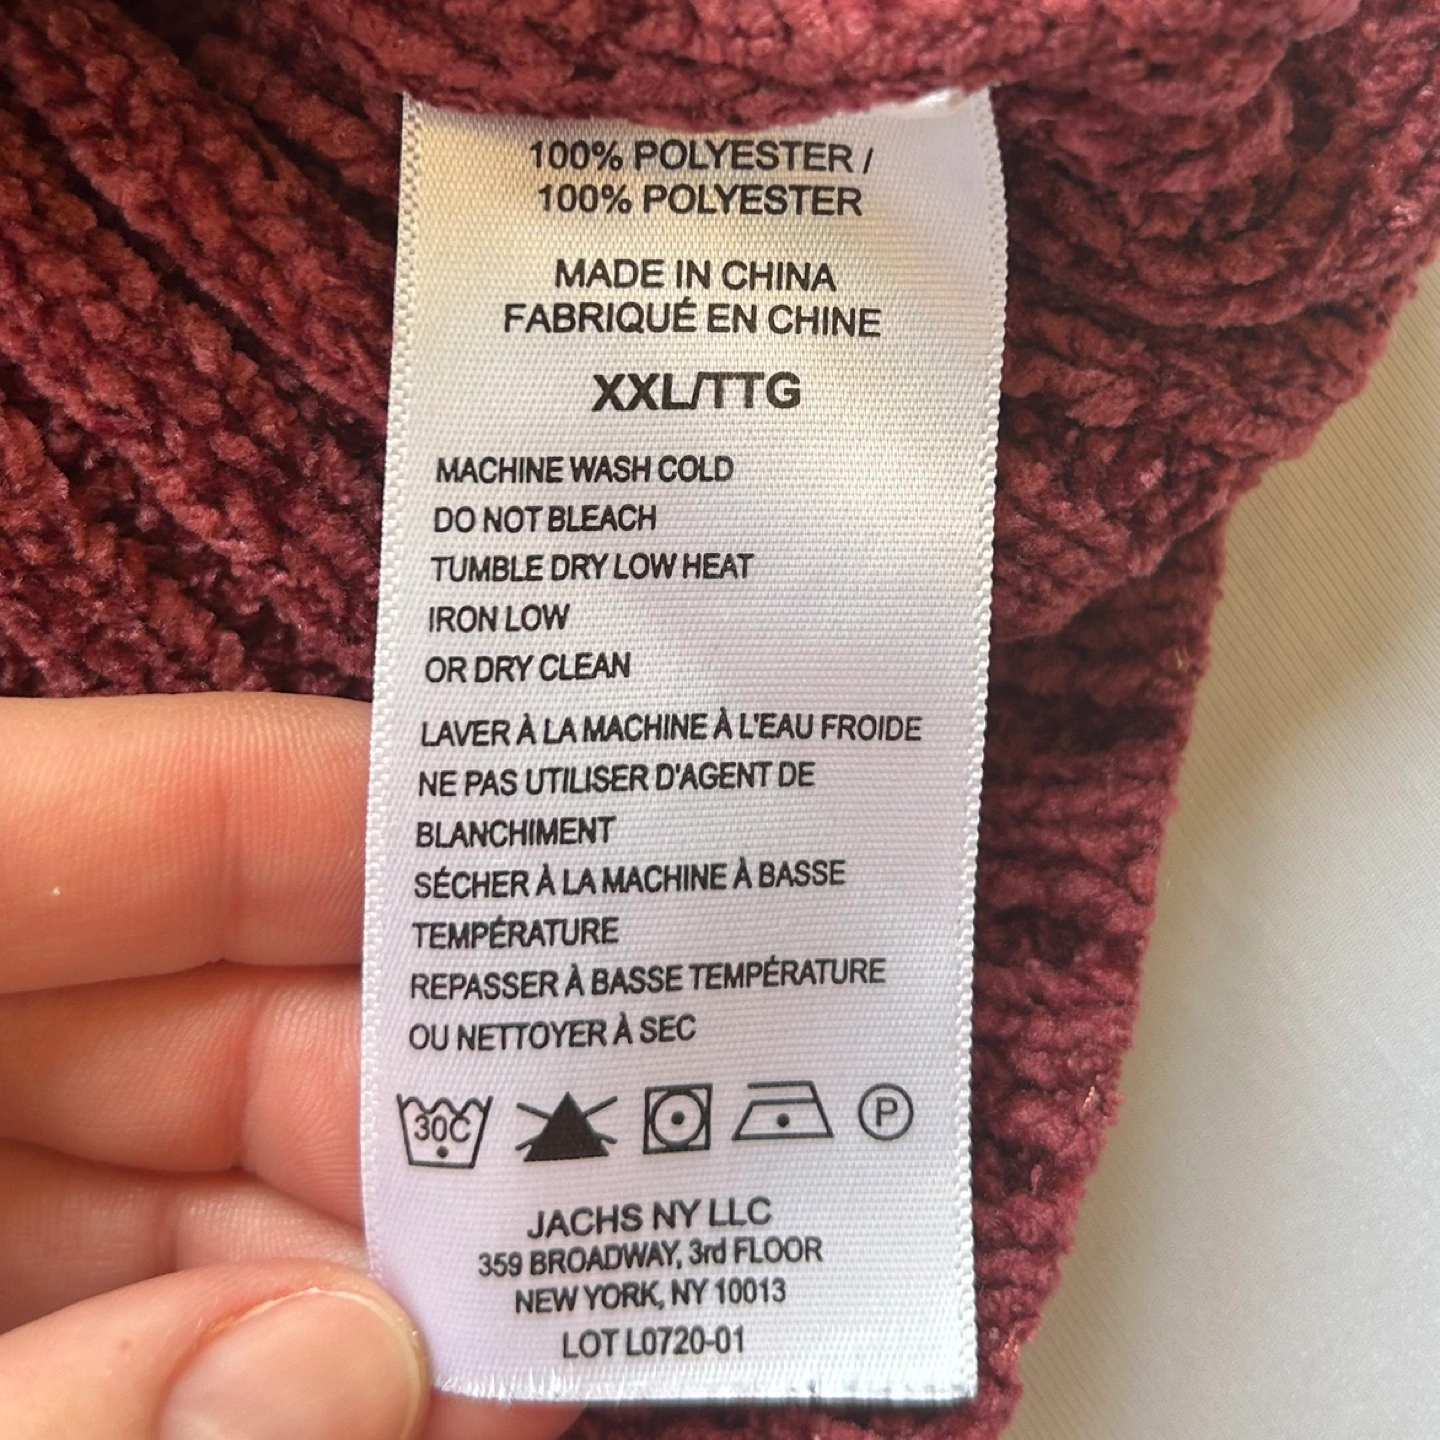 100% POLYESTER /
100% POLYESTER
MADE IN CHINA
FABRIQUÉ EN CHINE
XXL/TTG
MACHINE WASH COLD
DO NOT BLEACH
TUMBLE DRY LOW HEAT
IRON LOW
OR DRY CLEAN
LAVER À LA MACHINE À L'EAU FROIDE
NE PAS UTILISER D'AGENT DE
BLANCHIMENT
SÉCHER À LA MACHINE À BASSE
TEMPÉRATURE
REPASSER À BASSE TEMPÉRATURE
OU NETTOYER À SEC
30C P
JACHS NY LLC
359 BROADWAY, 3rd FLOOR
NEW YORK, NY 10013
LOT L0720-01